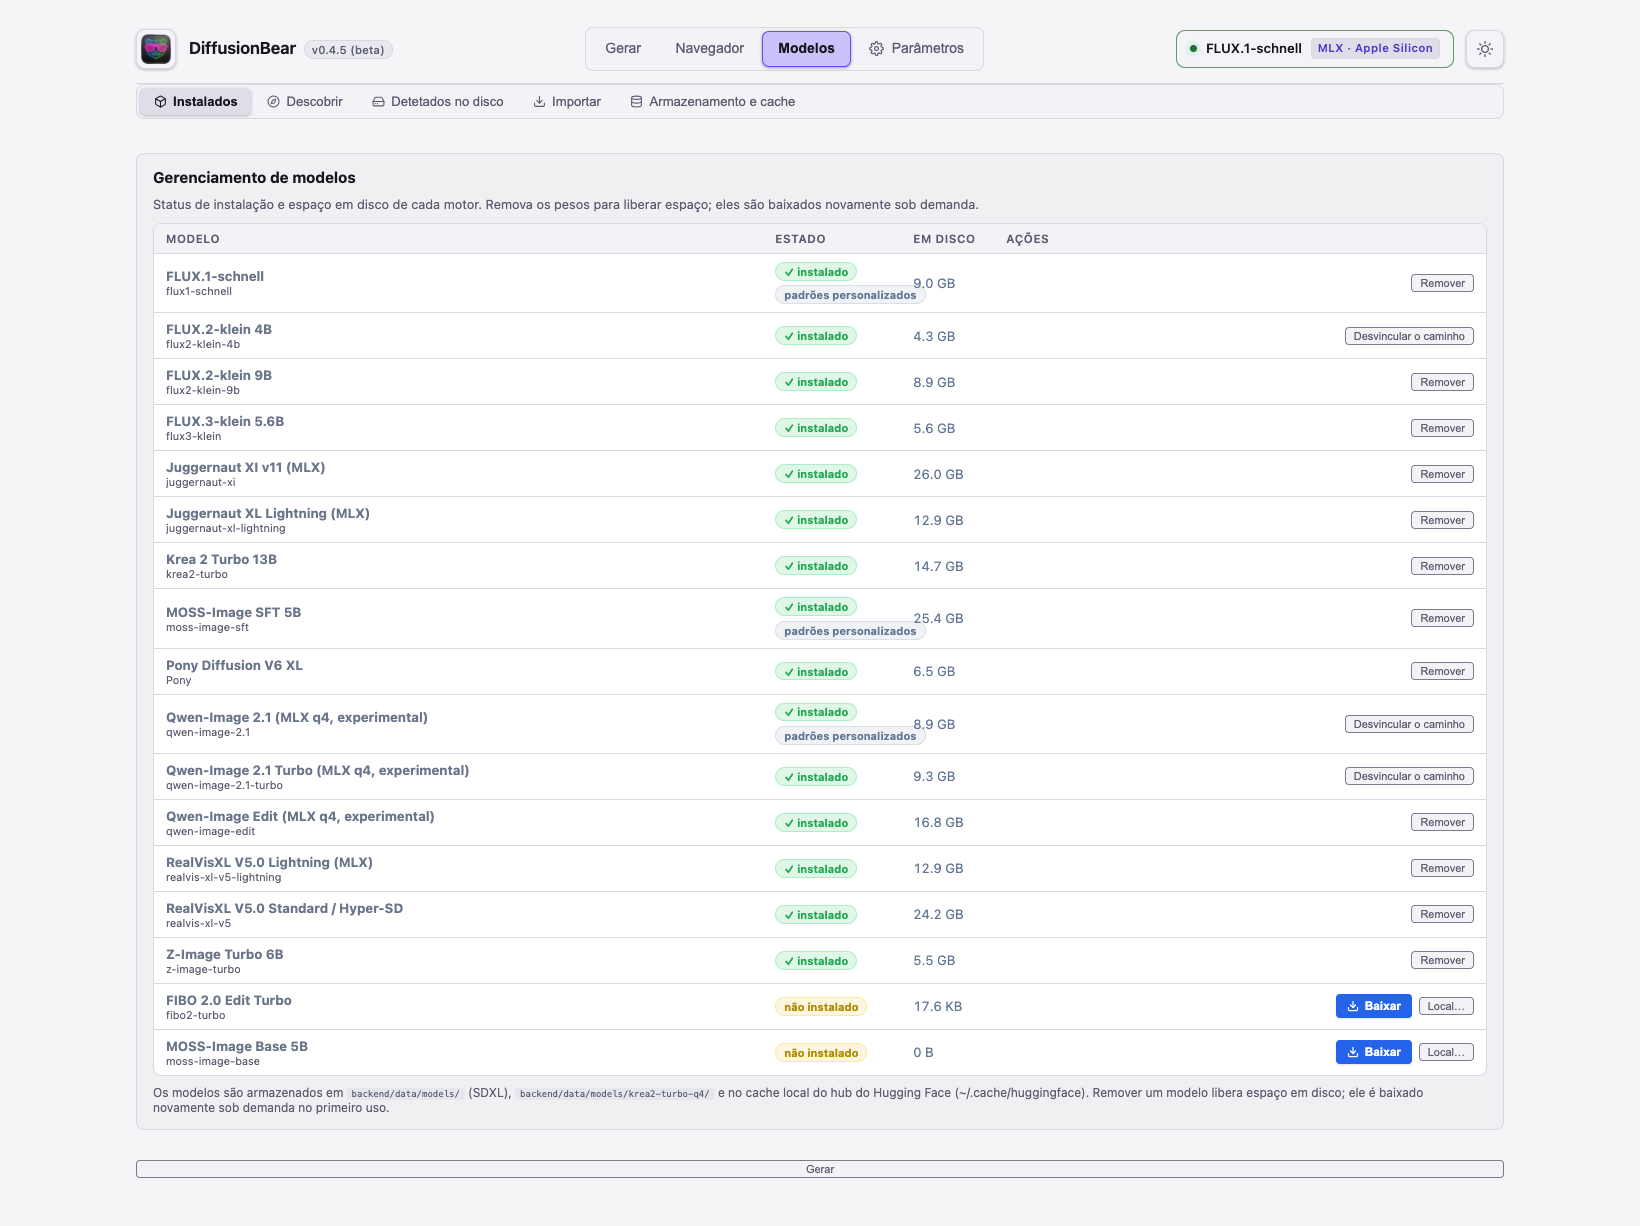 DiffusionBear v0.4.5 (beta)
Gerar Navegador Modelos Parâmetros
FLUX.1-schnell MLX · Apple Silicon
Instalados Descobrir Detetados no disco Importar Armazenamento e cache
Gerenciamento de modelos
Status de instalação e espaço em disco de cada motor. Remova os pesos para liberar espaço; eles são baixados novamente sob demanda.
MODELO ESTADO EM DISCO AÇÕES
FLUX.1-schnell
flux1-schnell
✓ instalado
padrões personalizados
9.0 GB
Remover
FLUX.2-klein 4B
flux2-klein-4b
✓ instalado
4.3 GB
Desvincular o caminho
FLUX.2-klein 9B
flux2-klein-9b
✓ instalado
8.9 GB
Remover
FLUX.3-klein 5.6B
flux3-klein
✓ instalado
5.6 GB
Remover
Juggernaut XI v11 (MLX)
juggernaut-xi
✓ instalado
26.0 GB
Remover
Juggernaut XL Lightning (MLX)
juggernaut-xl-lightning
✓ instalado
12.9 GB
Remover
Krea 2 Turbo 13B
krea2-turbo
✓ instalado
14.7 GB
Remover
MOSS-Image SFT 5B
moss-image-sft
✓ instalado
padrões personalizados
25.4 GB
Remover
Pony Diffusion V6 XL
Pony
✓ instalado
6.5 GB
Remover
Qwen-Image 2.1 (MLX q4, experimental)
qwen-image-2.1
✓ instalado
padrões personalizados
8.9 GB
Desvincular o caminho
Qwen-Image 2.1 Turbo (MLX q4, experimental)
qwen-image-2.1-turbo
✓ instalado
9.3 GB
Desvincular o caminho
Qwen-Image Edit (MLX q4, experimental)
qwen-image-edit
✓ instalado
16.8 GB
Remover
RealVisXL V5.0 Lightning (MLX)
realvis-xl-v5-lightning
✓ instalado
12.9 GB
Remover
RealVisXL V5.0 Standard / Hyper-SD
realvis-xl-v5
✓ instalado
24.2 GB
Remover
Z-Image Turbo 6B
z-image-turbo
✓ instalado
5.5 GB
Remover
FIBO 2.0 Edit Turbo
fibo2-turbo
não instalado
17.6 KB
Baixar Local...
MOSS-Image Base 5B
moss-image-base
não instalado
0 B
Baixar Local...
Os modelos são armazenados em backend/data/models/ (SDXL), backend/data/models/krea2-turbo-q4/ e no cache local do hub do Hugging Face (~/.cache/huggingface). Remover um modelo libera espaço em disco; ele é baixado
novamente sob demanda no primeiro uso.
Gerar